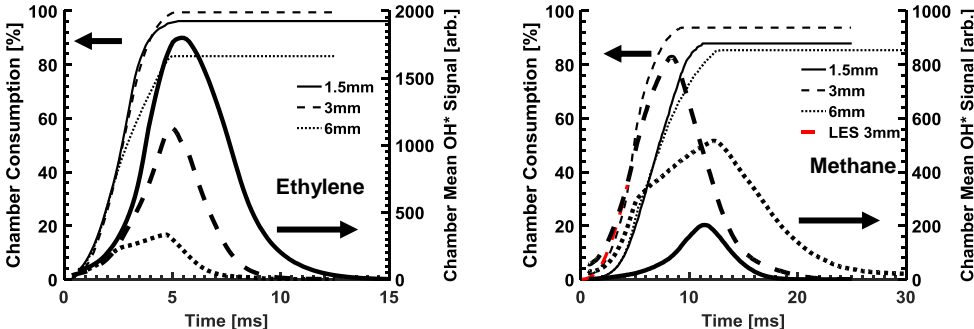 Chamber Consumption [%]
100
80
60
40
20
0
0
5
10
15
Time [ms]
2000
1500
1000
500
0
Chamber Mean OH* Signal [arb.]
1.5mm
3mm
6mm
Ethylene
Chamber Consumption [%]
100
80
60
40
20
0
0
10
20
30
Time [ms]
1000
800
600
400
200
0
Chamber Mean OH* Signal [arb.]
1.5mm
3mm
6mm
LES 3mm
Methane